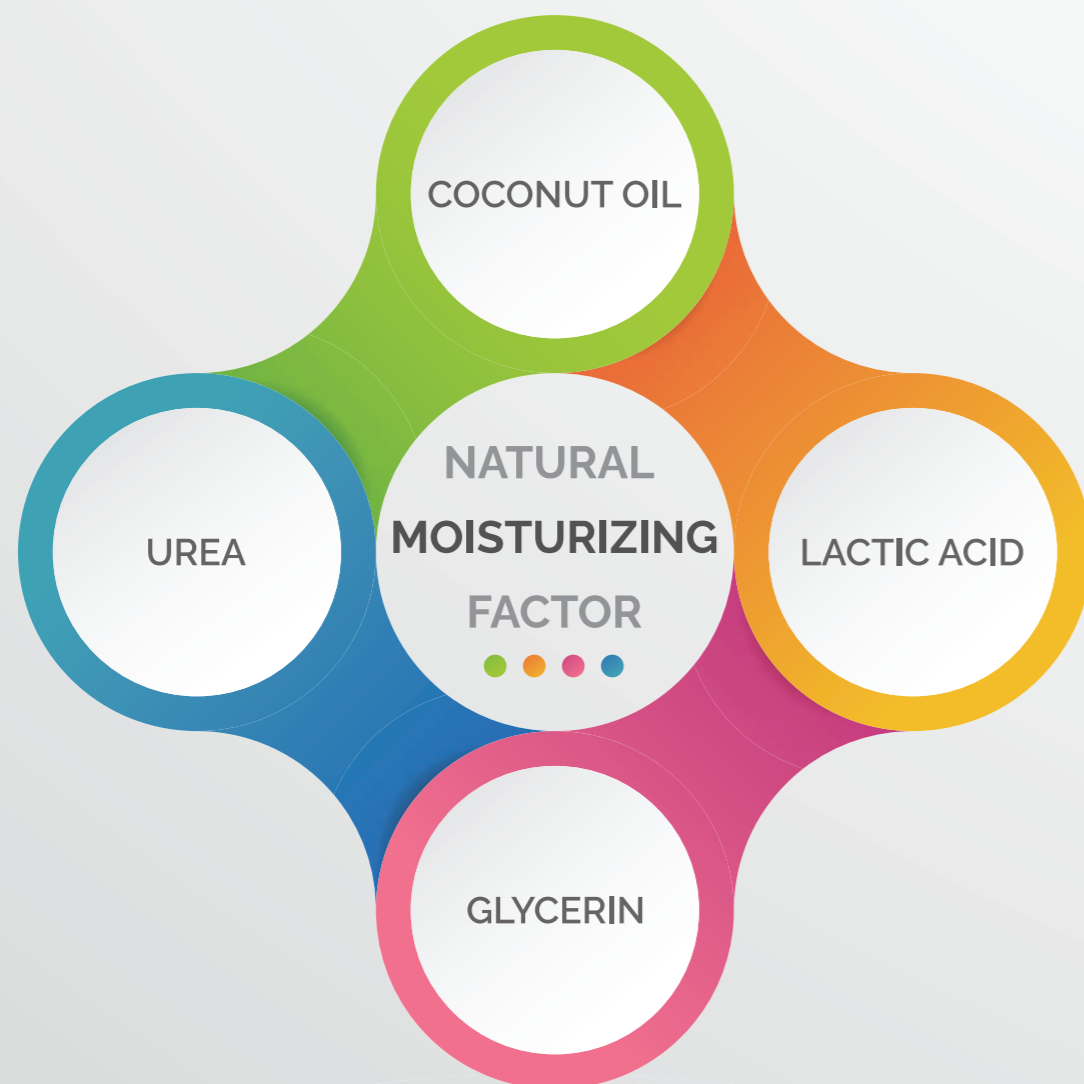 COCONUT OIL
NATURAL
MOISTURIZING
FACTOR
UREA
LACTIC ACID
GLYCERIN